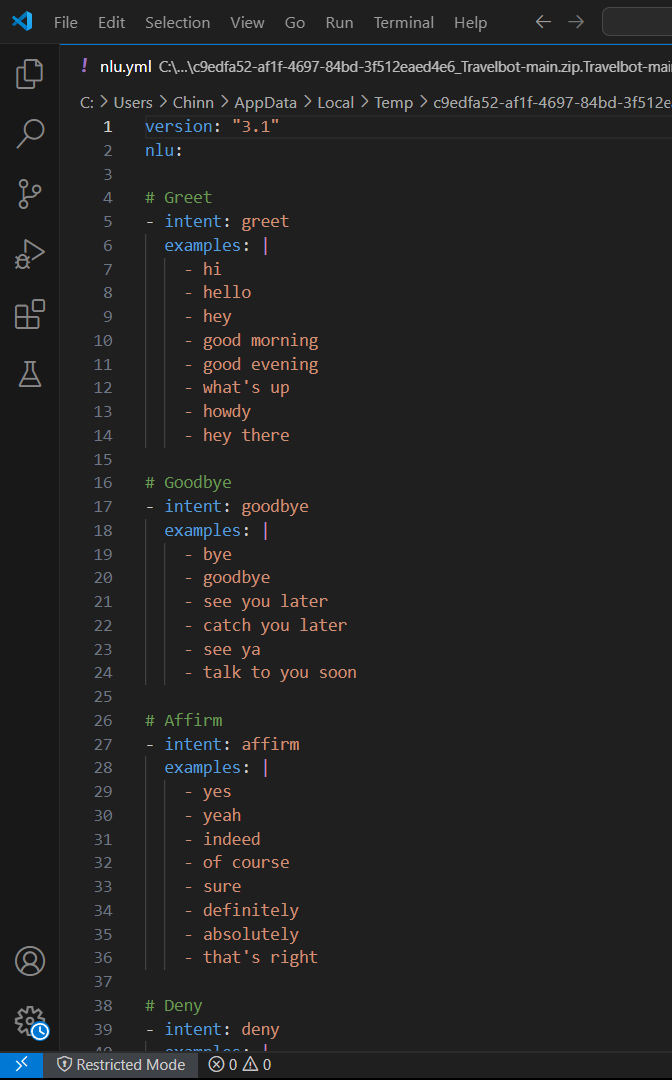 File Edit Selection View Go Run Terminal Help
! nlu.yml C:\...\c9edfa52-af1f-4697-84bd-3f512eaed4e6_Travelbot-main.zip.Travelbot-mai
C: > Users > Chinn > AppData > Local > Temp > c9edfa52-af1f-4697-84bd-3f512e
1 version: "3.1"
2 nlu:
3
4 # Greet
5 - intent: greet
6 examples: |
7 - hi
8 - hello
9 - hey
10 - good morning
11 - good evening
12 - what's up
13 - howdy
14 - hey there
15
16 # Goodbye
17 - intent: goodbye
18 examples: |
19 - bye
20 - goodbye
21 - see you later
22 - catch you later
23 - see ya
24 - talk to you soon
25
26 # Affirm
27 - intent: affirm
28 examples: |
29 - yes
30 - yeah
31 - indeed
32 - of course
33 - sure
34 - definitely
35 - absolutely
36 - that's right
37
38 # Deny
39 - intent: deny
40 examples: |
Restricted Mode 0 0